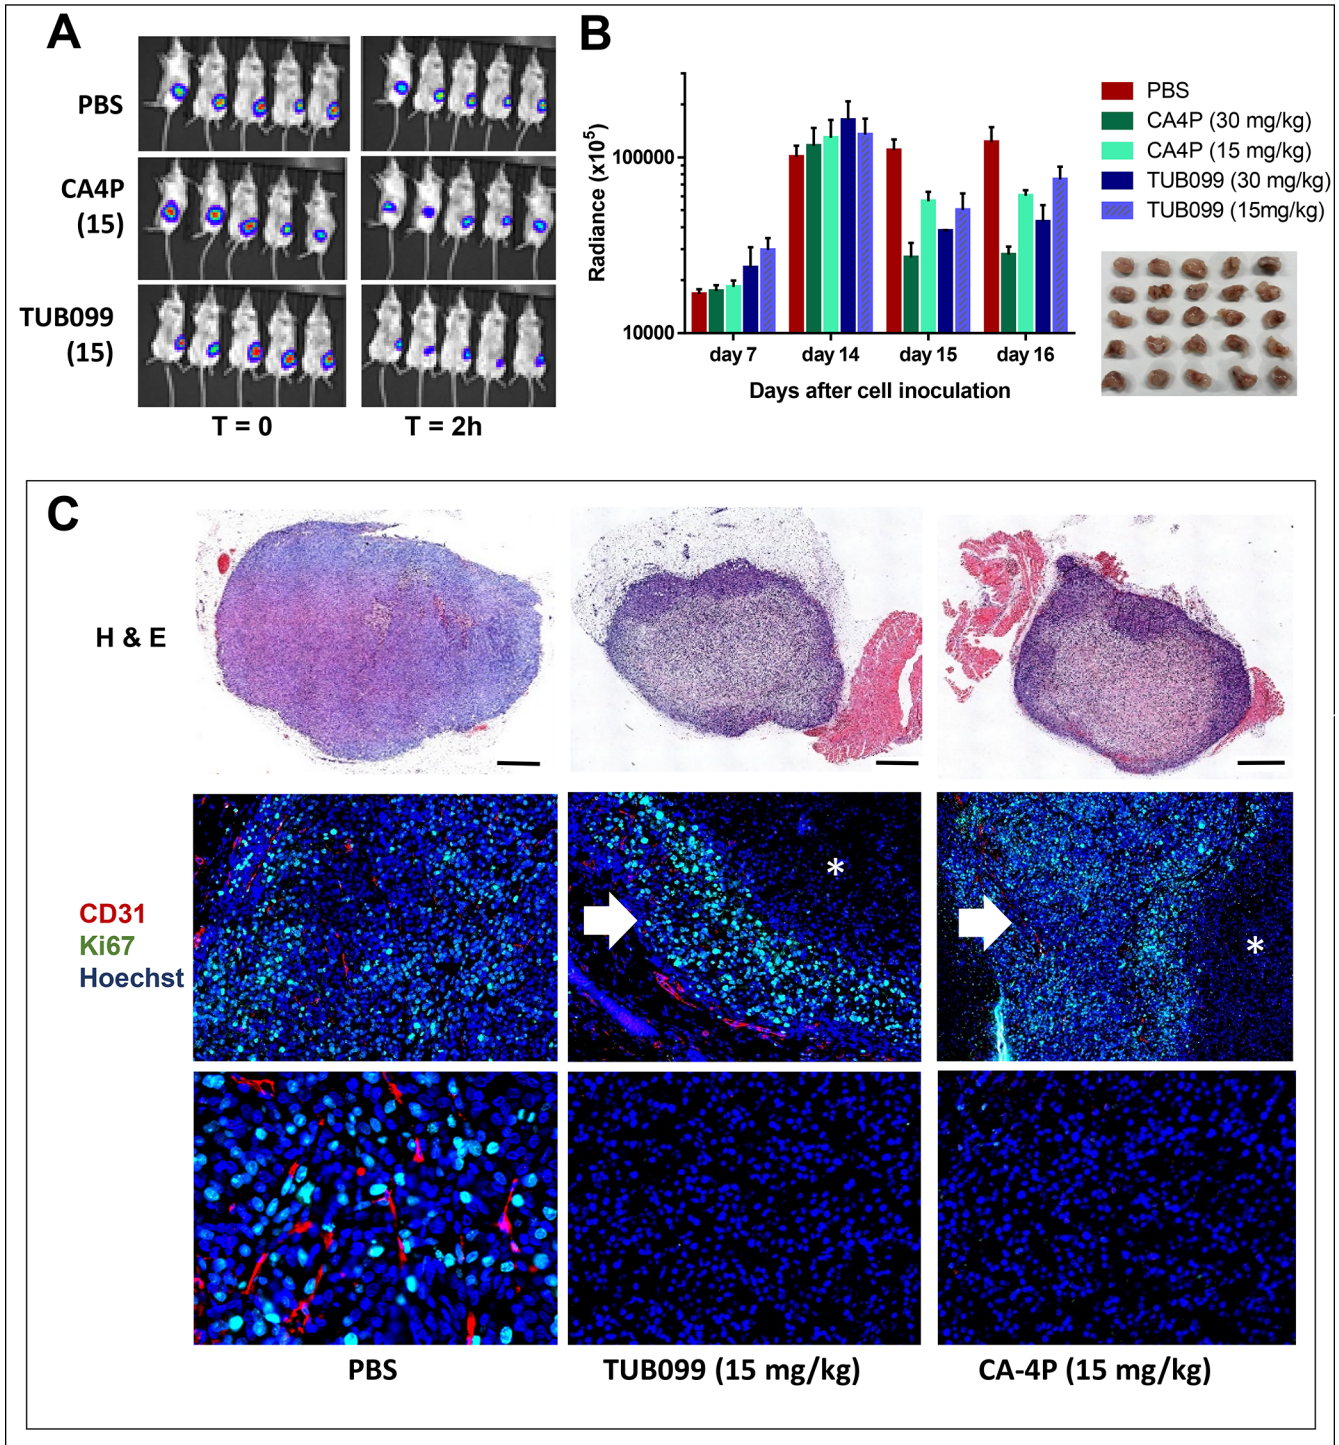 A
PBS
CA4P
(15)
TUB099
(15)
T = 0
T = 2h
B
Radiance (x10⁵)
100000
10000
day 7
day 14
day 15
day 16
Days after cell inoculation
PBS
CA4P (30 mg/kg)
CA4P (15 mg/kg)
TUB099 (30 mg/kg)
TUB099 (15mg/kg)
C
H & E
CD31
Ki67
Hoechst
*
*
PBS
TUB099 (15 mg/kg)
CA-4P (15 mg/kg)